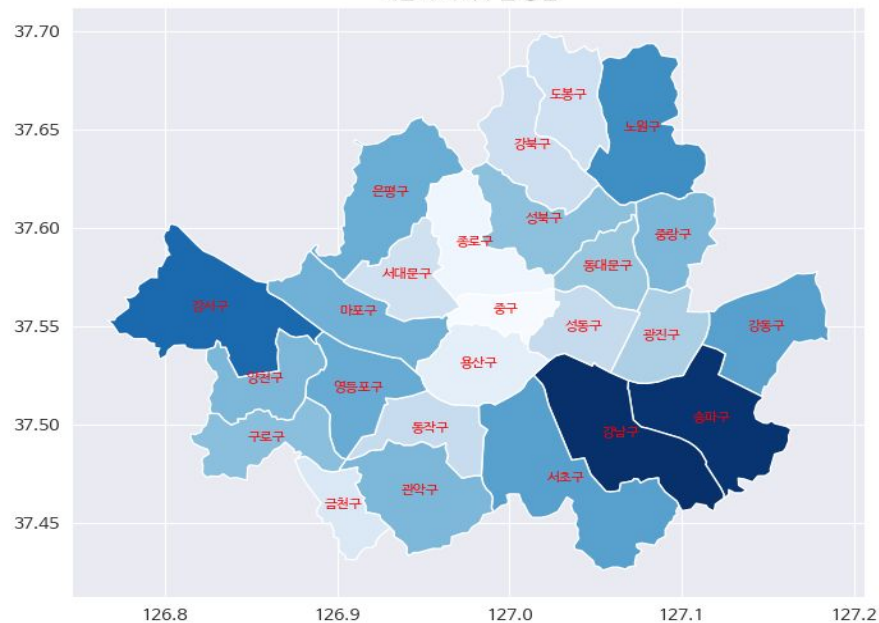 37.70
도봉구
37.65
노원구
강북구
은평구
37.60
성북구
종로구
중랑구
서대문구
동대문구
강서구
마포구
중구
37.55
성동구
광진구
강동구
용산구
양천구
영등포구
37.50
동작구
송파구
구로구
강남구
서초구
관악구
금천구
37.45
126.8
126.9
127.0
127.1
127.2